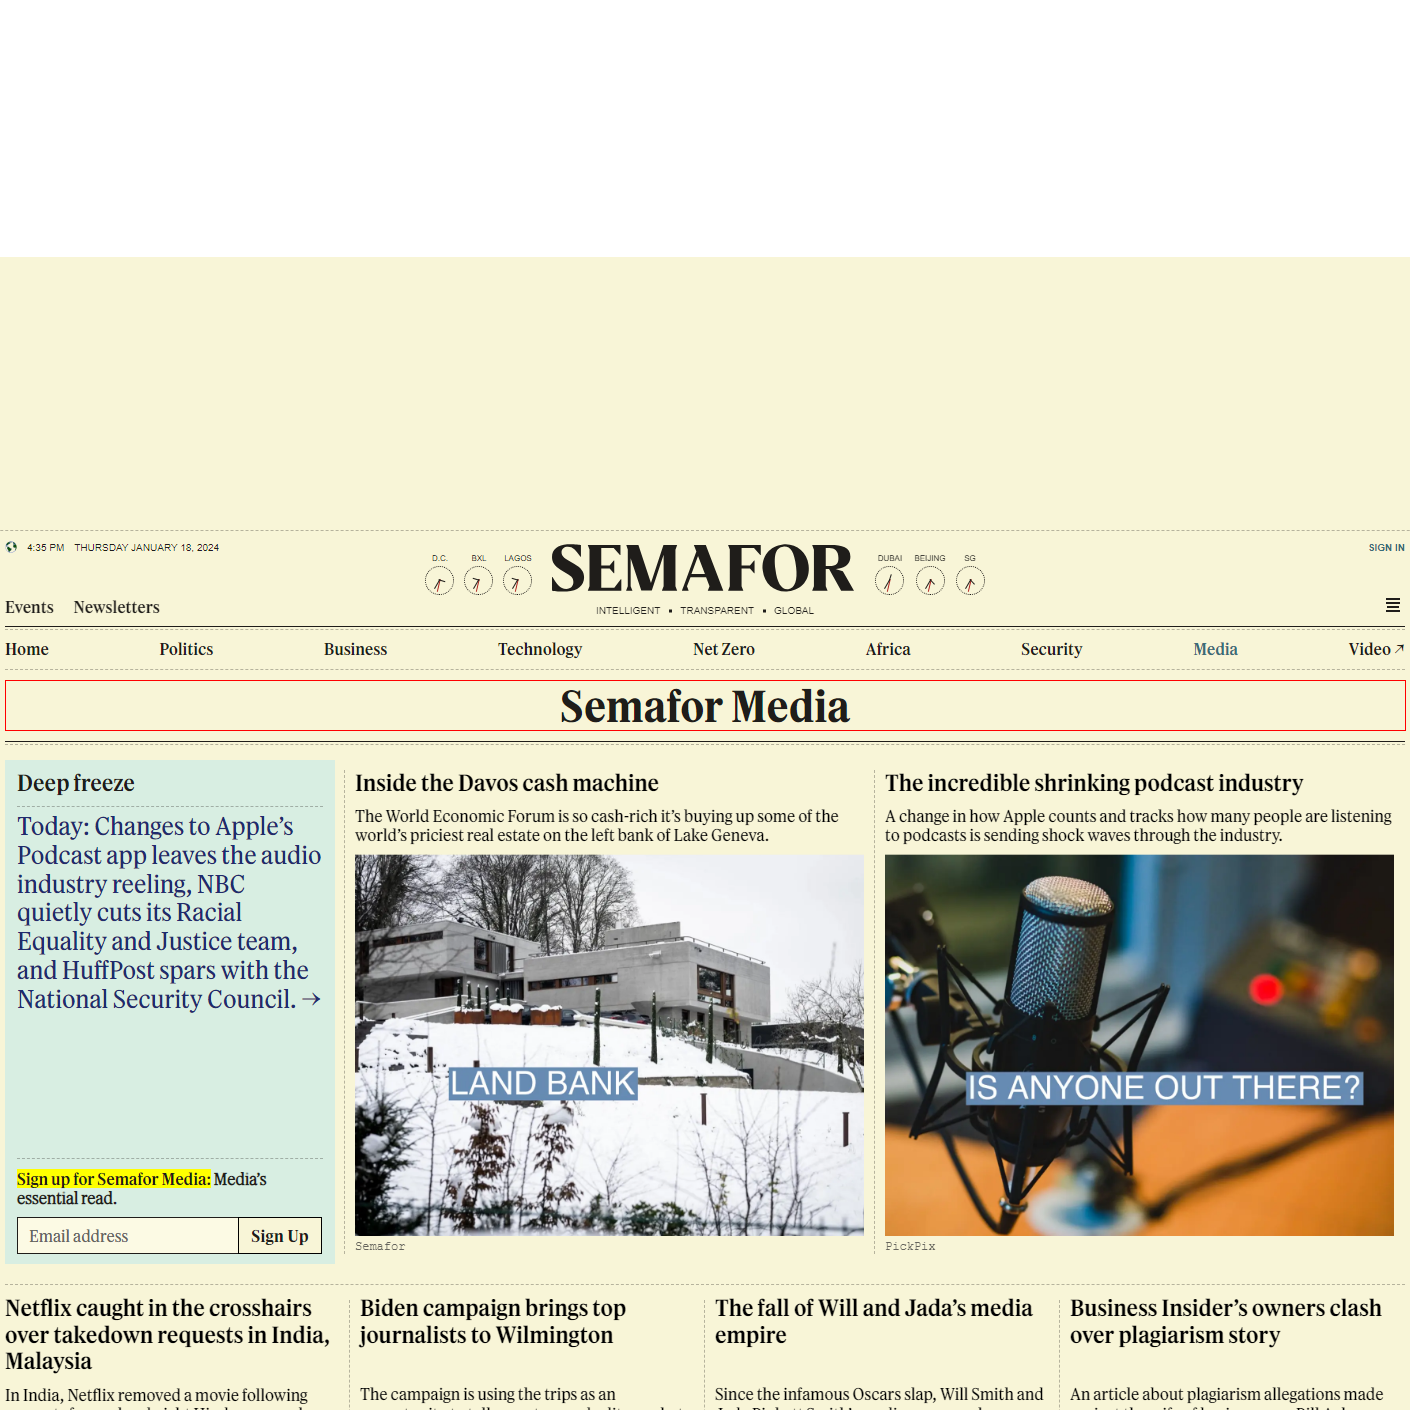 4:35 PM THURSDAY JANUARY 18, 2024
D.C. BXL LAGOS
SEMAFOR
DUBAI BEIJING SG
SIGN IN
INTELLIGENT ▪ TRANSPARENT ▪ GLOBAL
Events Newsletters
Home Politics Business Technology Net Zero Africa Security Media Video ↗
Semafor Media
Deep freeze
Today: Changes to Apple’s
Podcast app leaves the audio
industry reeling, NBC
quietly cuts its Racial
Equality and Justice team,
and HuffPost spars with the
National Security Council. →
Sign up for Semafor Media: Media’s
essential read.
Email address Sign Up
Inside the Davos cash machine
The World Economic Forum is so cash-rich it’s buying up some of the
world’s priciest real estate on the left bank of Lake Geneva.
LAND BANK
Semafor
The incredible shrinking podcast industry
A change in how Apple counts and tracks how many people are listening
to podcasts is sending shock waves through the industry.
IS ANYONE OUT THERE?
PickPix
Netflix caught in the crosshairs
over takedown requests in India,
Malaysia
In India, Netflix removed a movie following
Biden campaign brings top
journalists to Wilmington
The campaign is using the trips as an
The fall of Will and Jada’s media
empire
Since the infamous Oscars slap, Will Smith and
Business Insider’s owners clash
over plagiarism story
An article about plagiarism allegations made